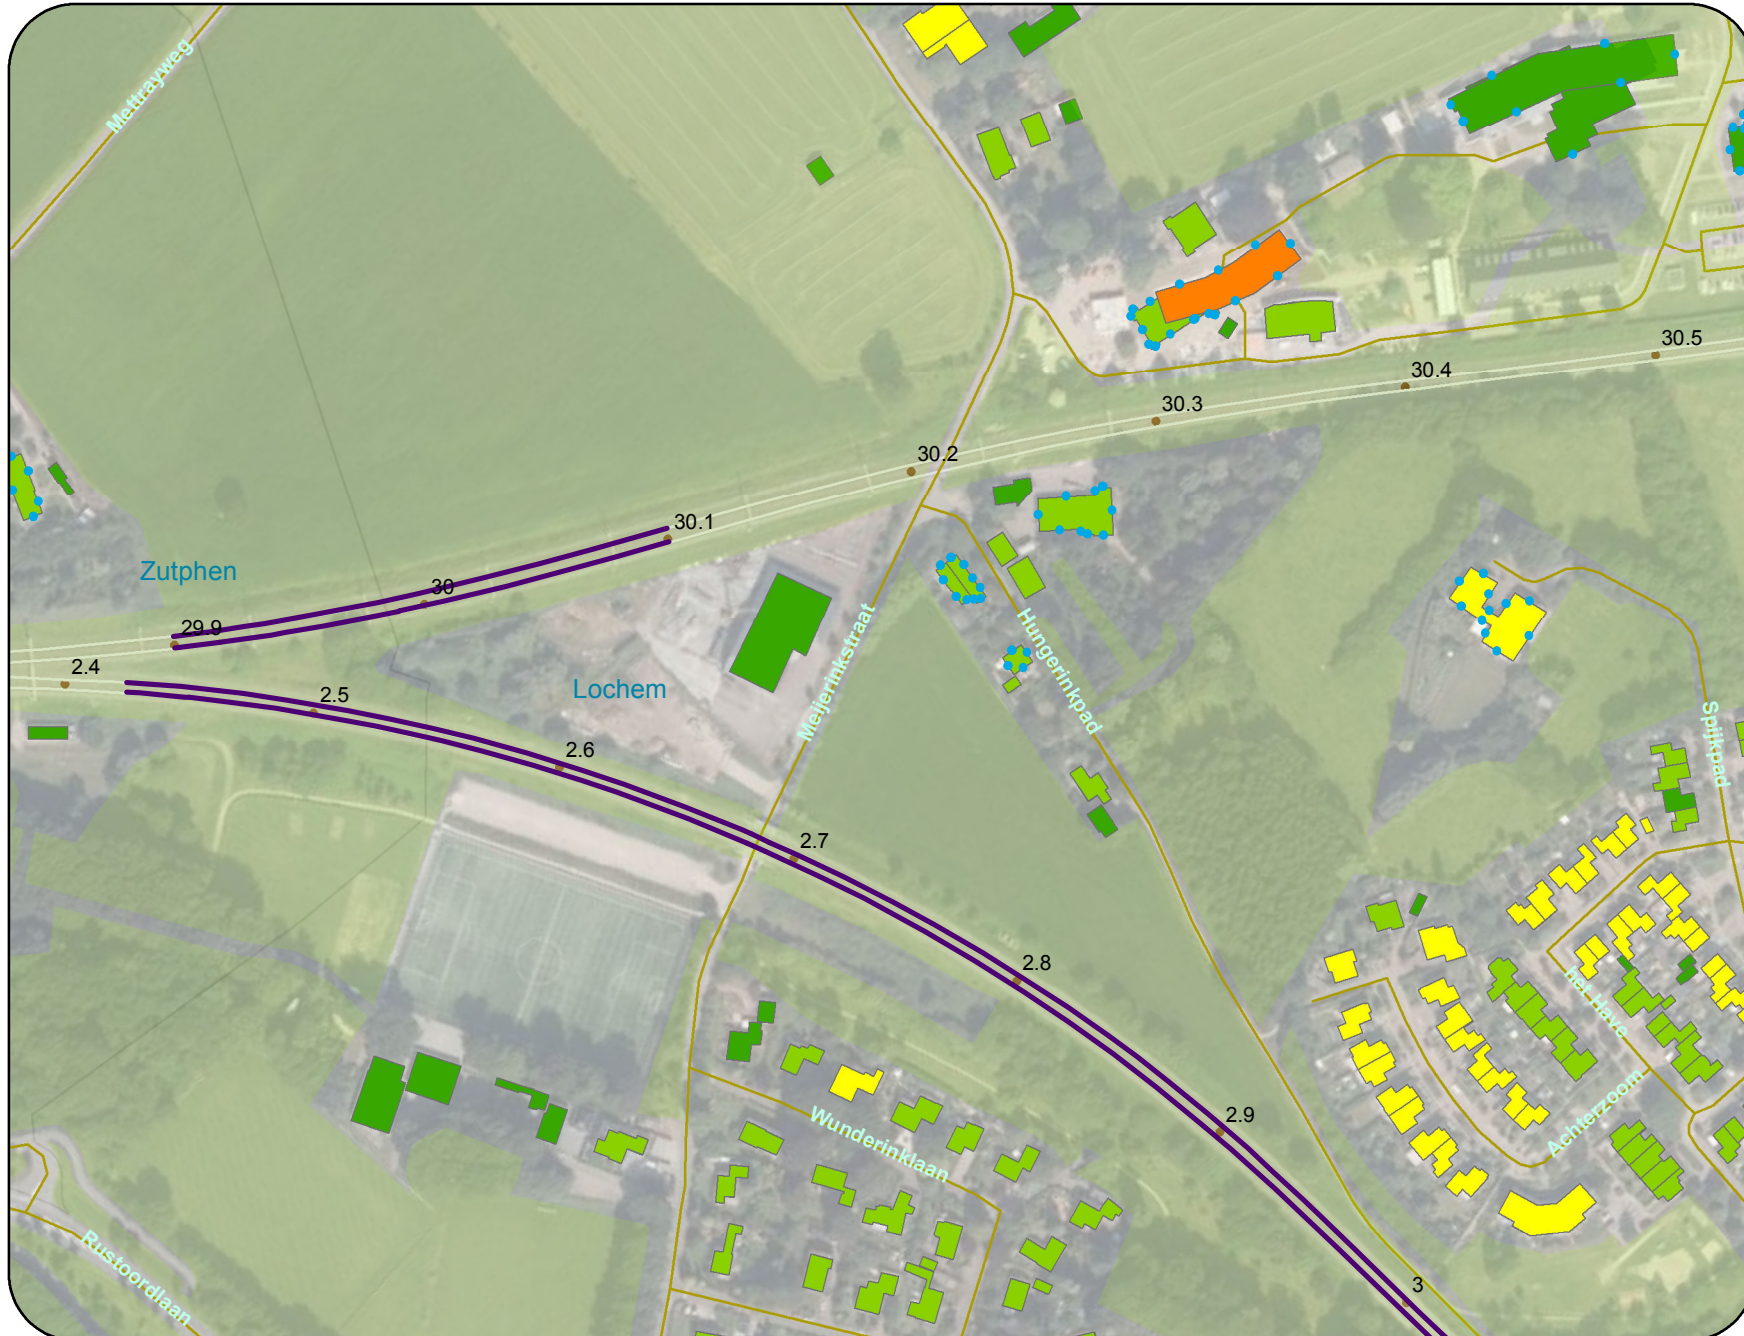 Mettrayweg
30.5
30.4
30.3
30.2
30.1
Zutphen
30
29.9
2.4
2.5
Lochem
Meijerinkstraat
Hungerinkpad
Spijkpad
2.6
2.7
2.8
het Have
2.9
Achterzoom
Wunderinklaan
Rustoordlaan
3